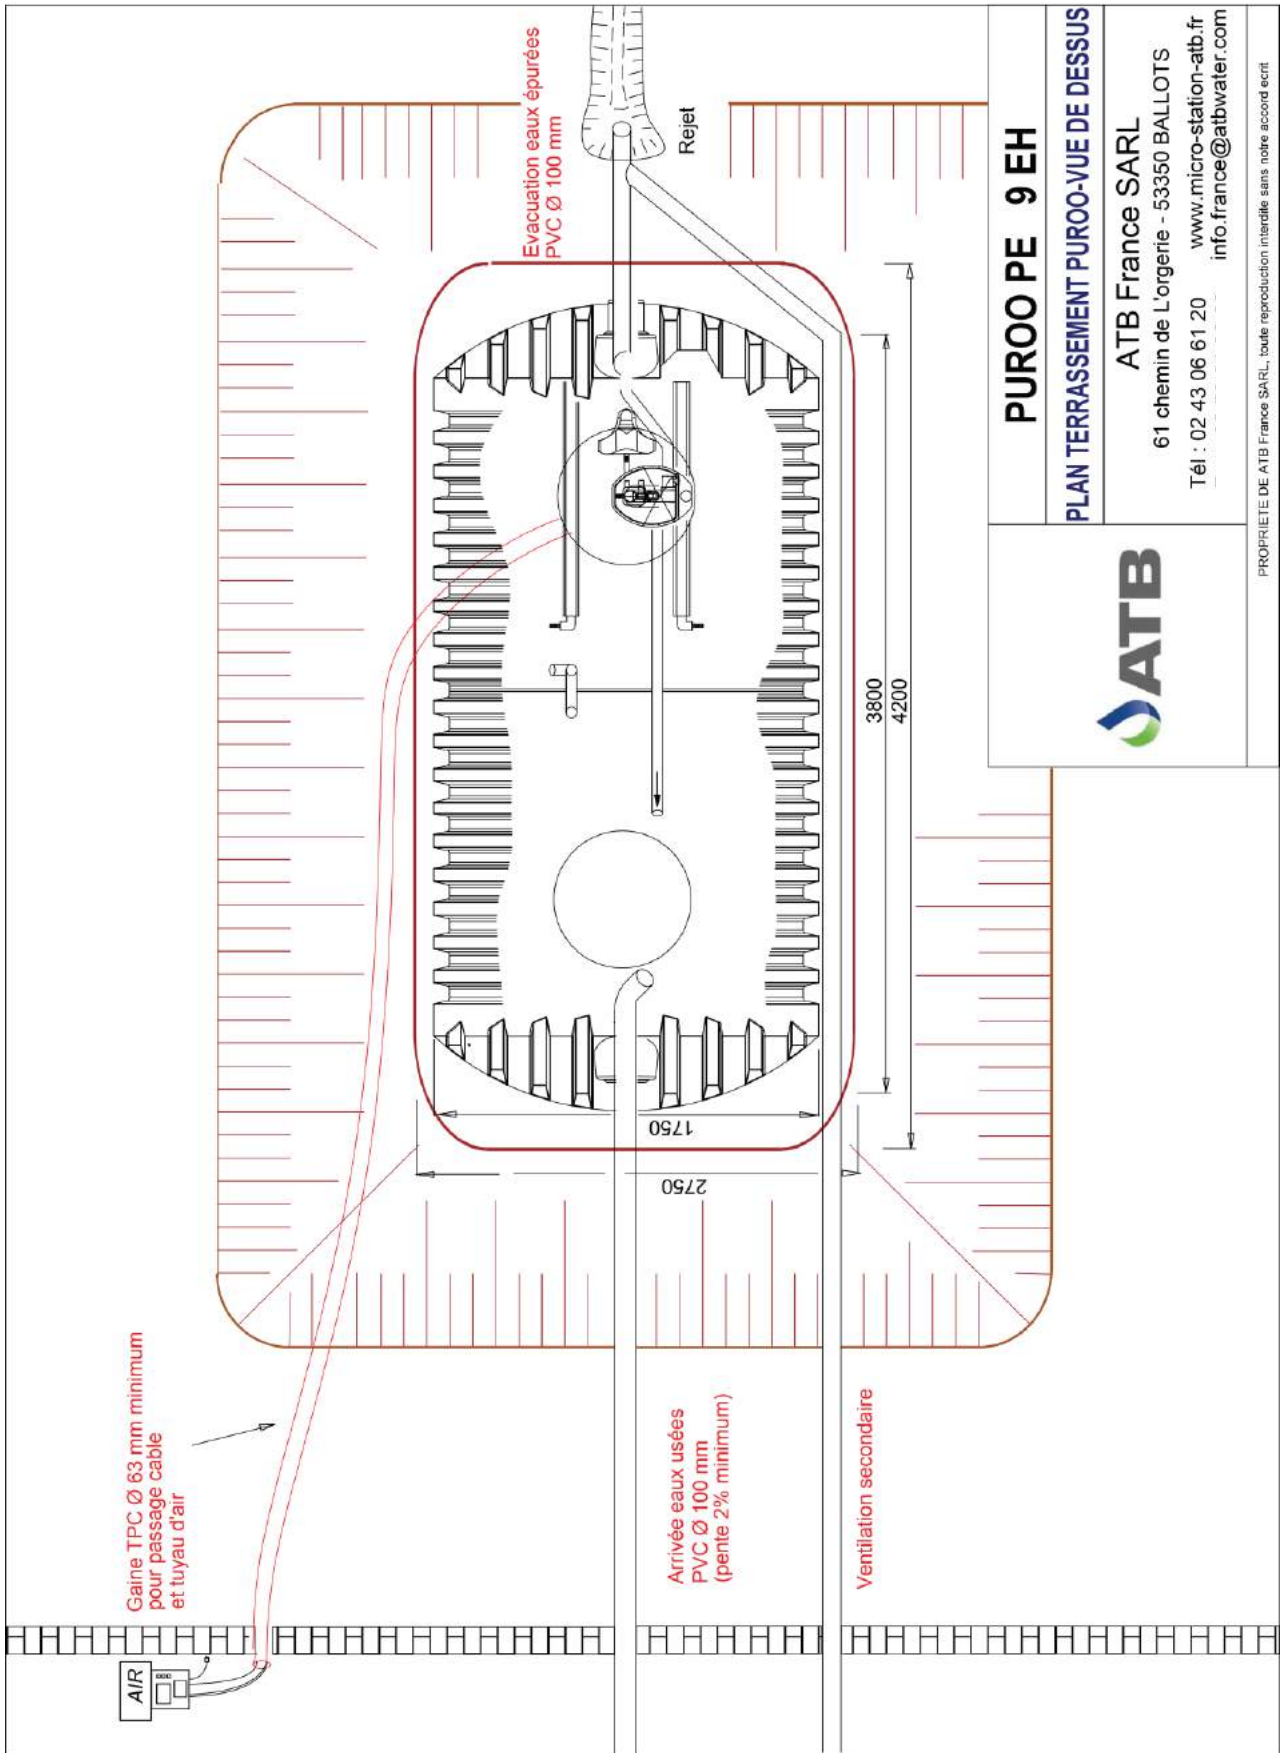 Gaine TPC Ø 63 mm minimum
pour passage cable
et tuyau d'air
AIR
Evacuation eaux épurées
PVC Ø 100 mm
Rejet
Arrivée eaux usées
PVC Ø 100 mm
(pente 2% minimum)
Ventilation secondaire
1750
2750
3800
4200
ATB
PUROO PE 9 EH
PLAN TERRASSEMENT PUROO-VUE DE DESSUS
ATB France SARL
61 chemin de L'orgerie - 53350 BALLOTS
Tél : 02 43 06 61 20 www.micro-station-atb.fr
info.france@atbwater.com
PROPRIETE DE ATB France SARL, toute reproduction interdite sans notre accord ecrit